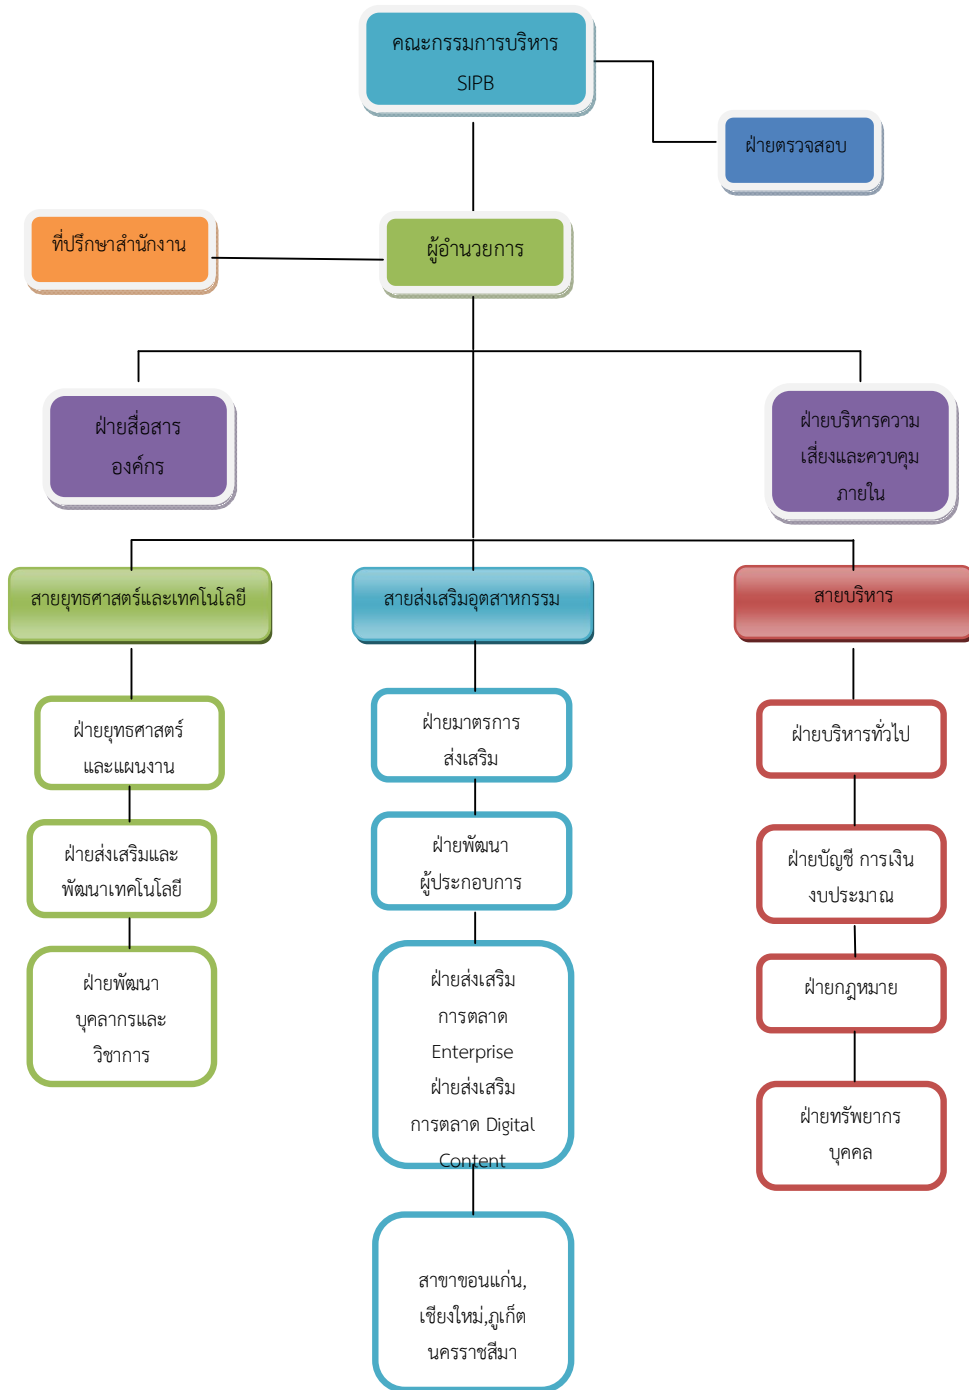 คณะกรรมการบริหาร
SIPB
ฝ่ายตรวจสอบ
ที่ปรึกษาสำนักงาน
ผู้อำนวยการ
ฝ่ายสื่อสาร
องค์กร
ฝ่ายบริหารความ
เสี่ยงและควบคุม
ภายใน
สายยุทธศาสตร์และเทคโนโลยี
สายส่งเสริมอุตสาหกรรม
สายบริหาร
ฝ่ายยุทธศาสตร์
และแผนงาน
ฝ่ายส่งเสริมและ
พัฒนาเทคโนโลยี
ฝ่ายพัฒนา
บุคลากรและ
วิชาการ
ฝ่ายมาตรการ
ส่งเสริม
ฝ่ายพัฒนา
ผู้ประกอบการ
ฝ่ายส่งเสริม
การตลาด
Enterprise
ฝ่ายส่งเสริม
การตลาด Digital
Content
สาขาขอนแก่น,
เชียงใหม่,ภูเก็ต
นครราชสีมา
ฝ่ายบริหารทั่วไป
ฝ่ายบัญชี การเงิน
งบประมาณ
ฝ่ายกฎหมาย
ฝ่ายทรัพยากร
บุคคล